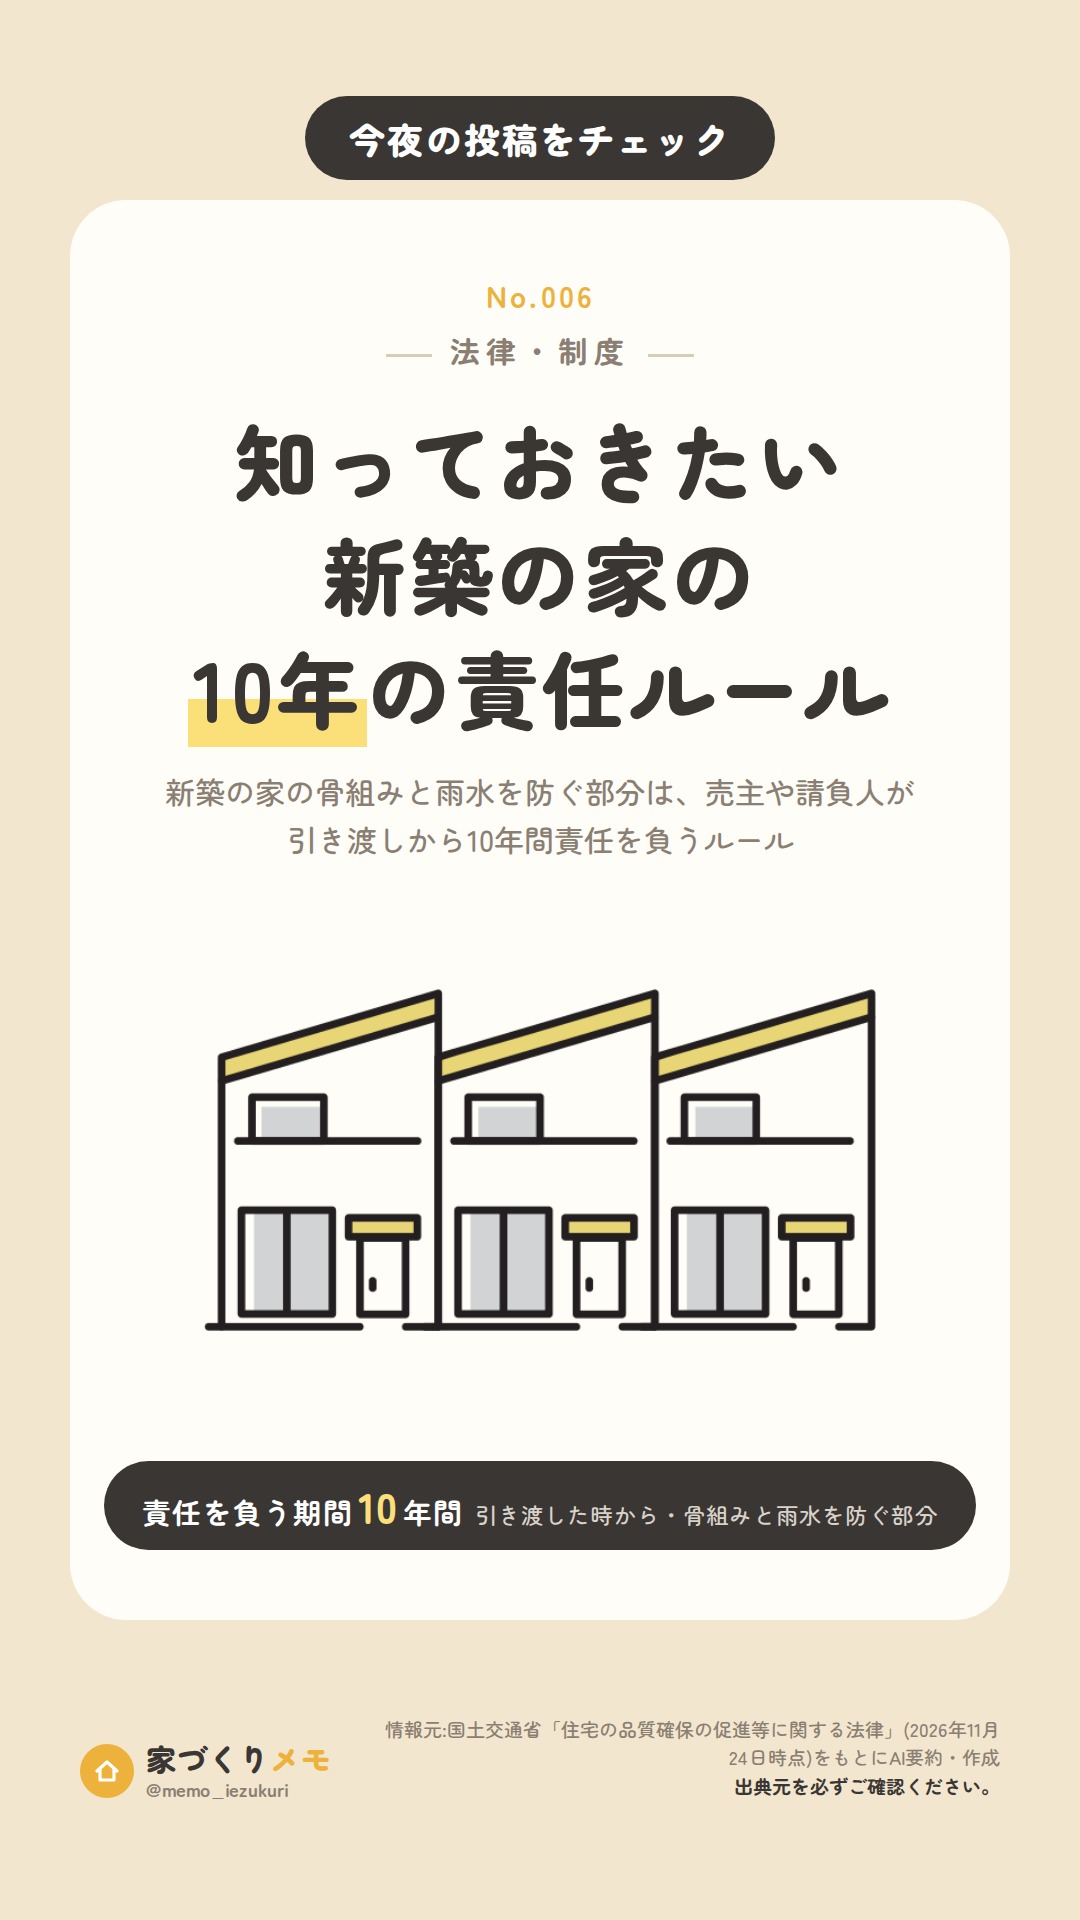 今夜の投稿をチェック
No.006
法律・制度
知っておきたい
新築の家の
10年の責任ルール
新築の家の骨組みと雨水を防ぐ部分は、売主や請負人が
引き渡しから10年間責任を負うルール
責任を負う期間10年間 引き渡した時から・骨組みと雨水を防ぐ部分
情報元:国土交通省「住宅の品質確保の促進等に関する法律」(2026年11月
24日時点)をもとにAI要約・作成
出典元を必ずご確認ください。
家づくりメモ
@memo_iezukuri